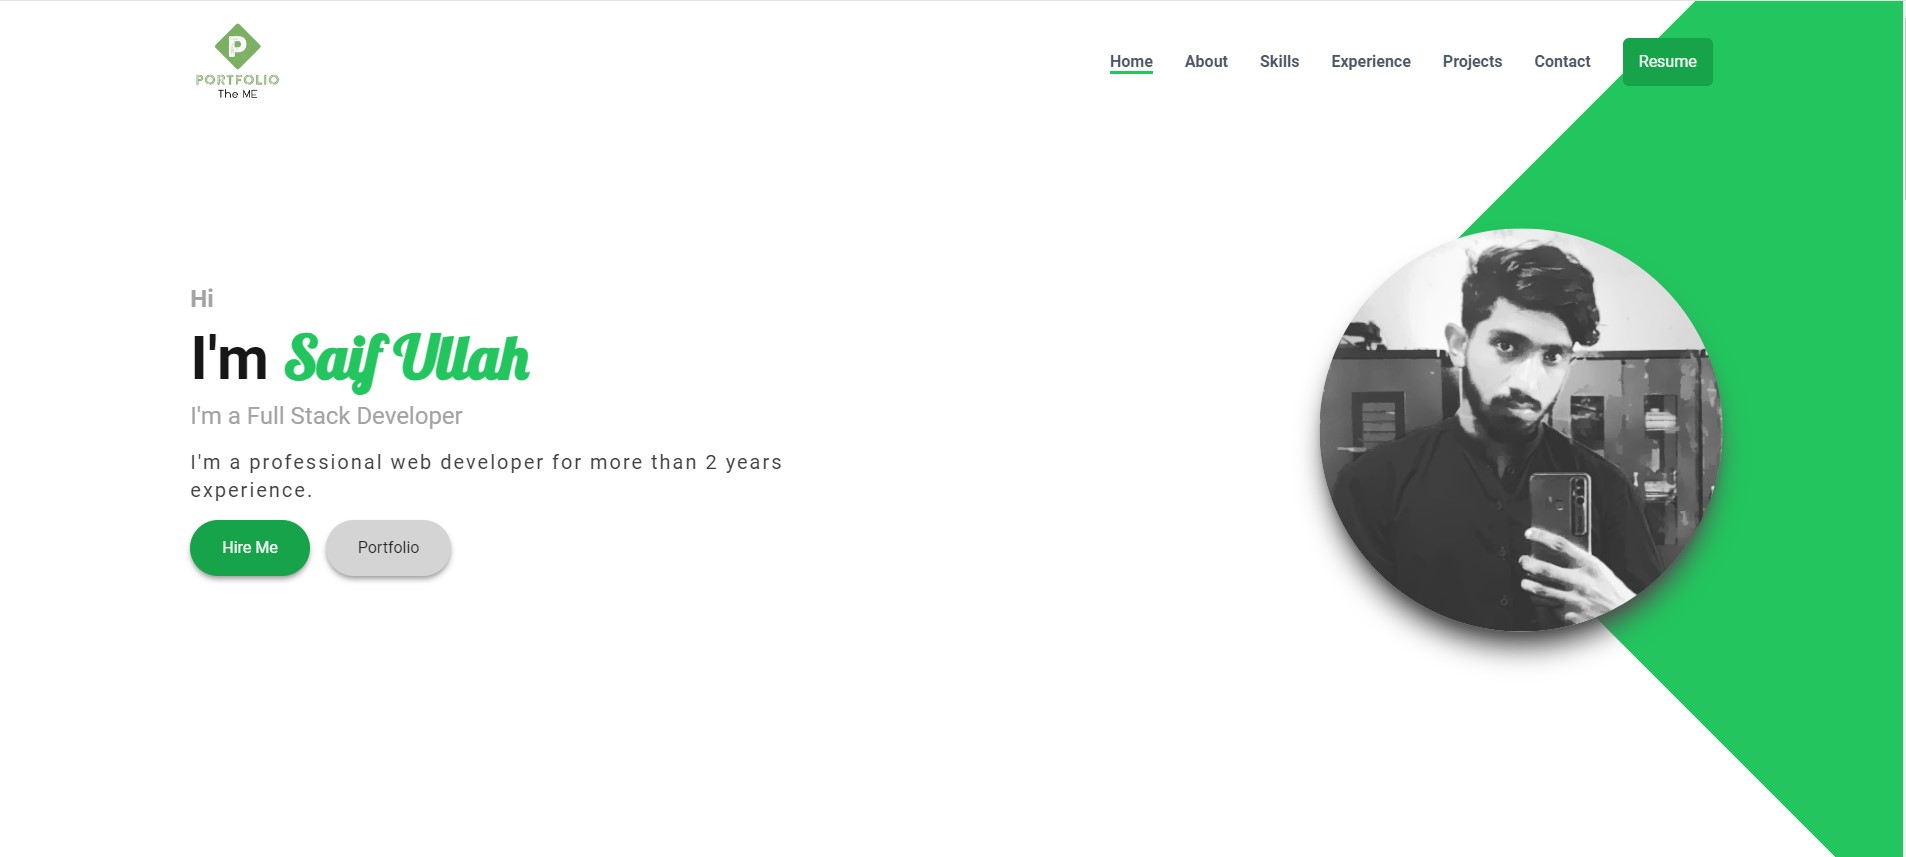 P
PORTFOLIO
The ME
Home About Skills Experience Projects Contact Resume
Hi
I'm Saif Ullah
I'm a Full Stack Developer
I'm a professional web developer for more than 2 years
experience.
Hire Me Portfolio